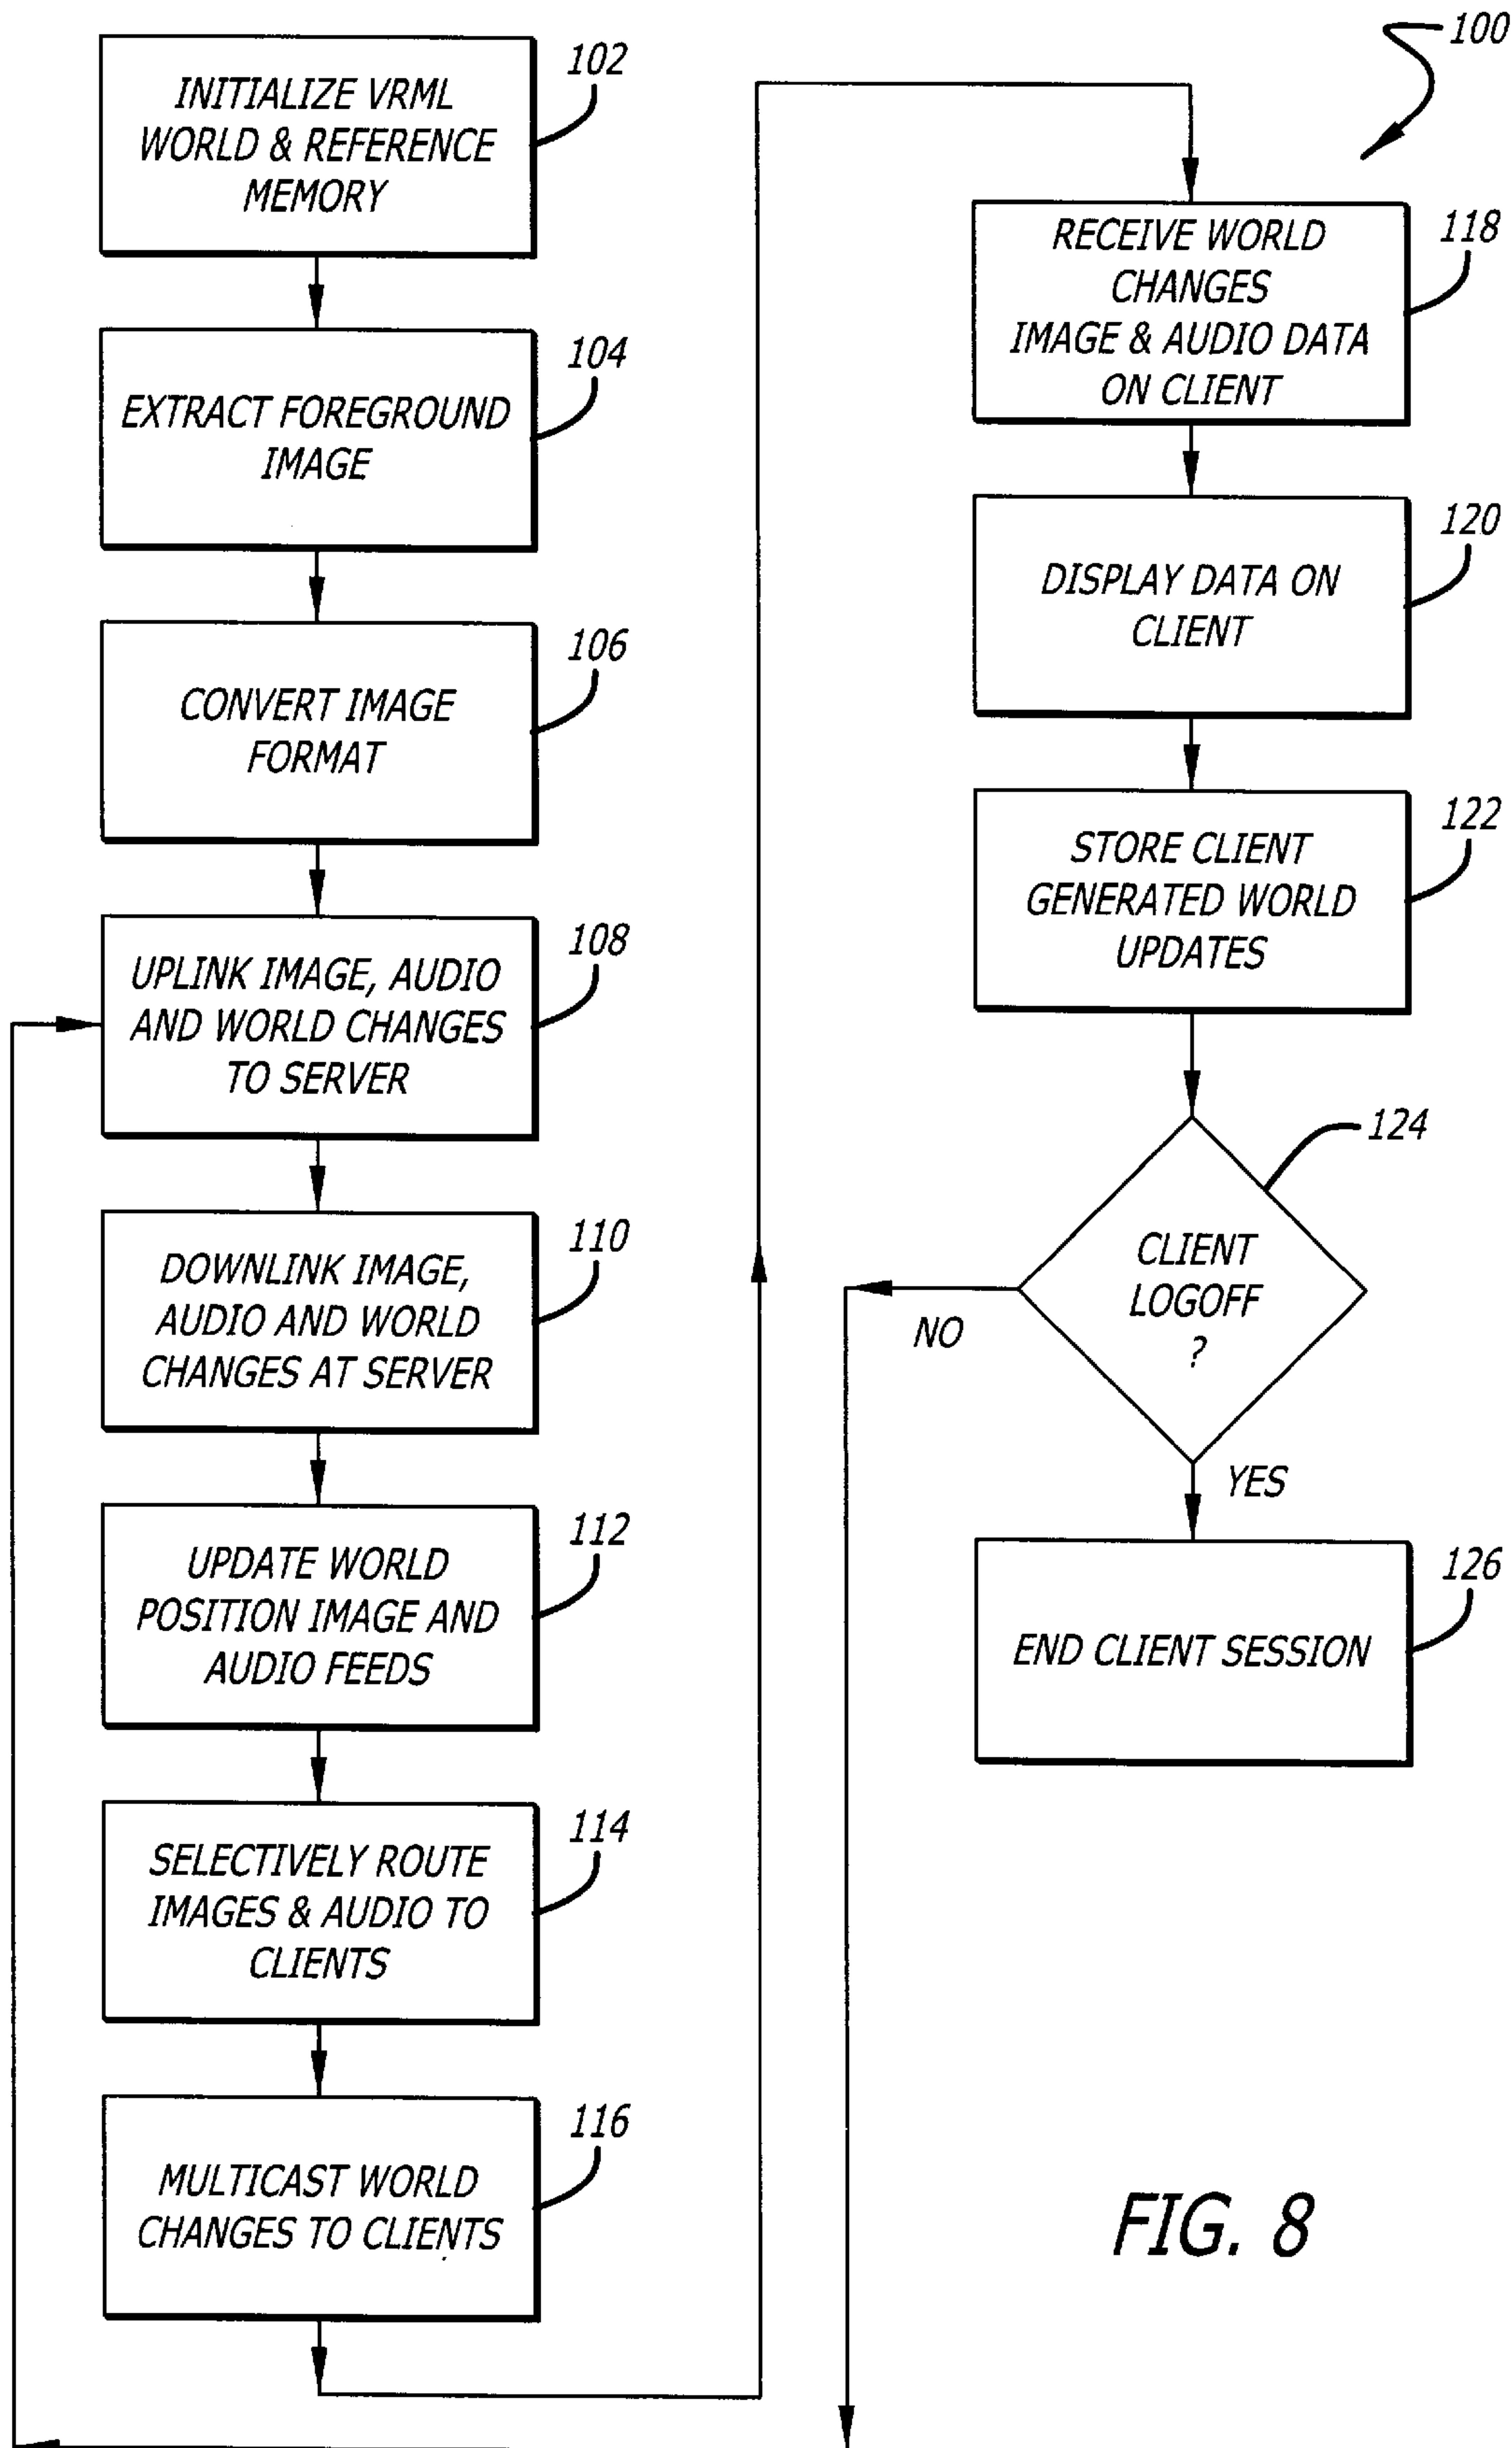 100
102
INITIALIZE VRML
WORLD & REFERENCE
MEMORY
104
EXTRACT FOREGROUND
IMAGE
106
CONVERT IMAGE
FORMAT
108
UPLINK IMAGE, AUDIO
AND WORLD CHANGES
TO SERVER
110
DOWNLINK IMAGE,
AUDIO AND WORLD
CHANGES AT SERVER
112
UPDATE WORLD
POSITION IMAGE AND
AUDIO FEEDS
114
SELECTIVELY ROUTE
IMAGES & AUDIO TO
CLIENTS
116
MULTICAST WORLD
CHANGES TO CLIENTS
118
RECEIVE WORLD
CHANGES
IMAGE & AUDIO DATA
ON CLIENT
120
DISPLAY DATA ON
CLIENT
122
STORE CLIENT
GENERATED WORLD
UPDATES
124
CLIENT
LOGOFF
?
NO
YES
126
END CLIENT SESSION
FIG. 8